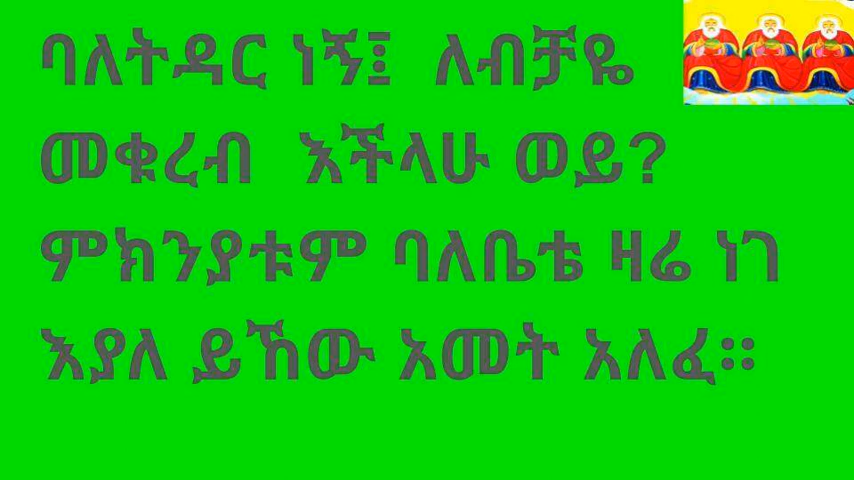 ባለትዳር ነኝ፤ ለብቻዬ
መቁረብ እችላሁ ወይ?
ምክንያቱም ባለቤቴ ዛሬ ነገ
እያለ ይኸው አመት አለፈ።